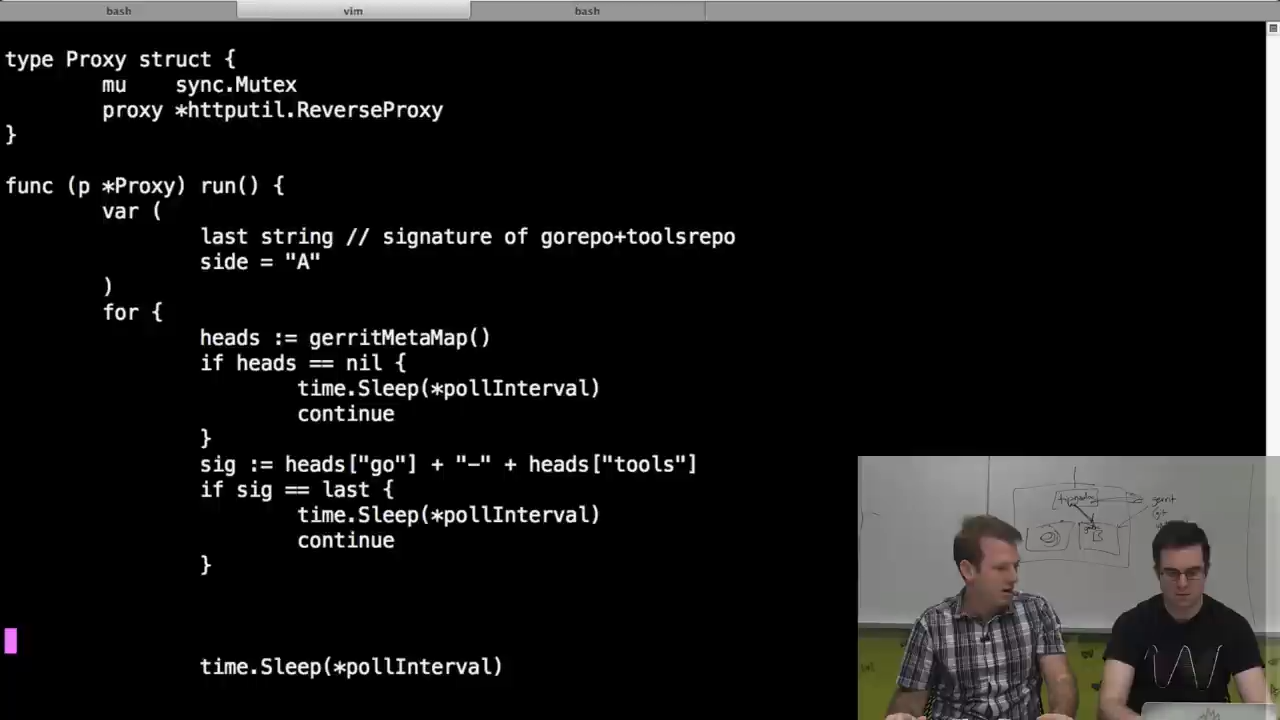 bash
vim
bash
type Proxy struct {
mu sync.Mutex
proxy *httputil.ReverseProxy
}
func (p *Proxy) run() {
var (
last string // signature of gorepo+toolsrepo
side = "A"
)
for {
heads := gerritMetaMap()
if heads == nil {
time.Sleep(*pollInterval)
continue
}
sig := heads["go"] + "-" + heads["tools"]
if sig == last {
time.Sleep(*pollInterval)
continue
}
time.Sleep(*pollInterval)
gerrit